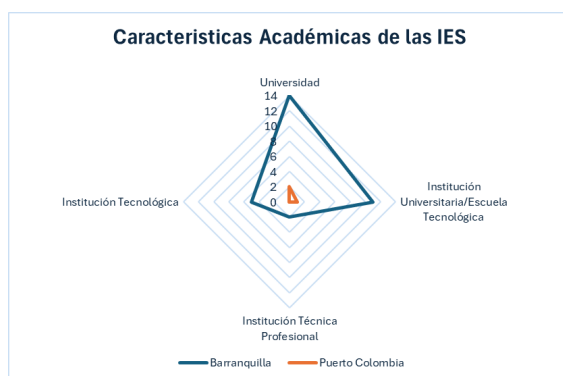 Caracteristicas Académicas de las IES
Universidad
14
12
10
8
6
4
2
0
Institución Tecnológica
Institución
Universitaria/Escuela
Tecnológica
Institución Técnica
Profesional
Barranquilla
Puerto Colombia